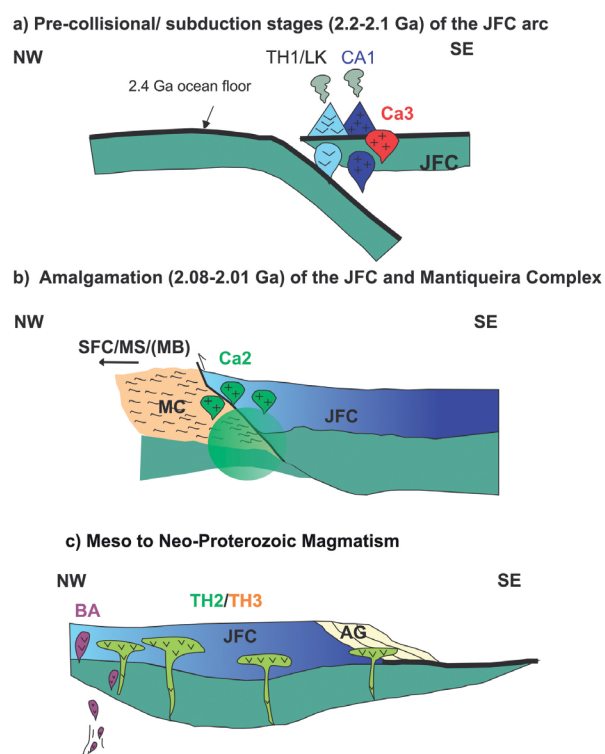 a) Pre-collisional/ subduction stages (2.2-2.1 Ga) of the JFC arc
NW
SE
TH1/LK CA1
2.4 Ga ocean floor
Ca3
JFC
b) Amalgamation (2.08-2.01 Ga) of the JFC and Mantiqueira Complex
NW
SE
SFC/MS/(MB)
Ca2
MC
JFC
c) Meso to Neo-Proterozoic Magmatism
NW
SE
TH2/TH3
BA
JFC
AG